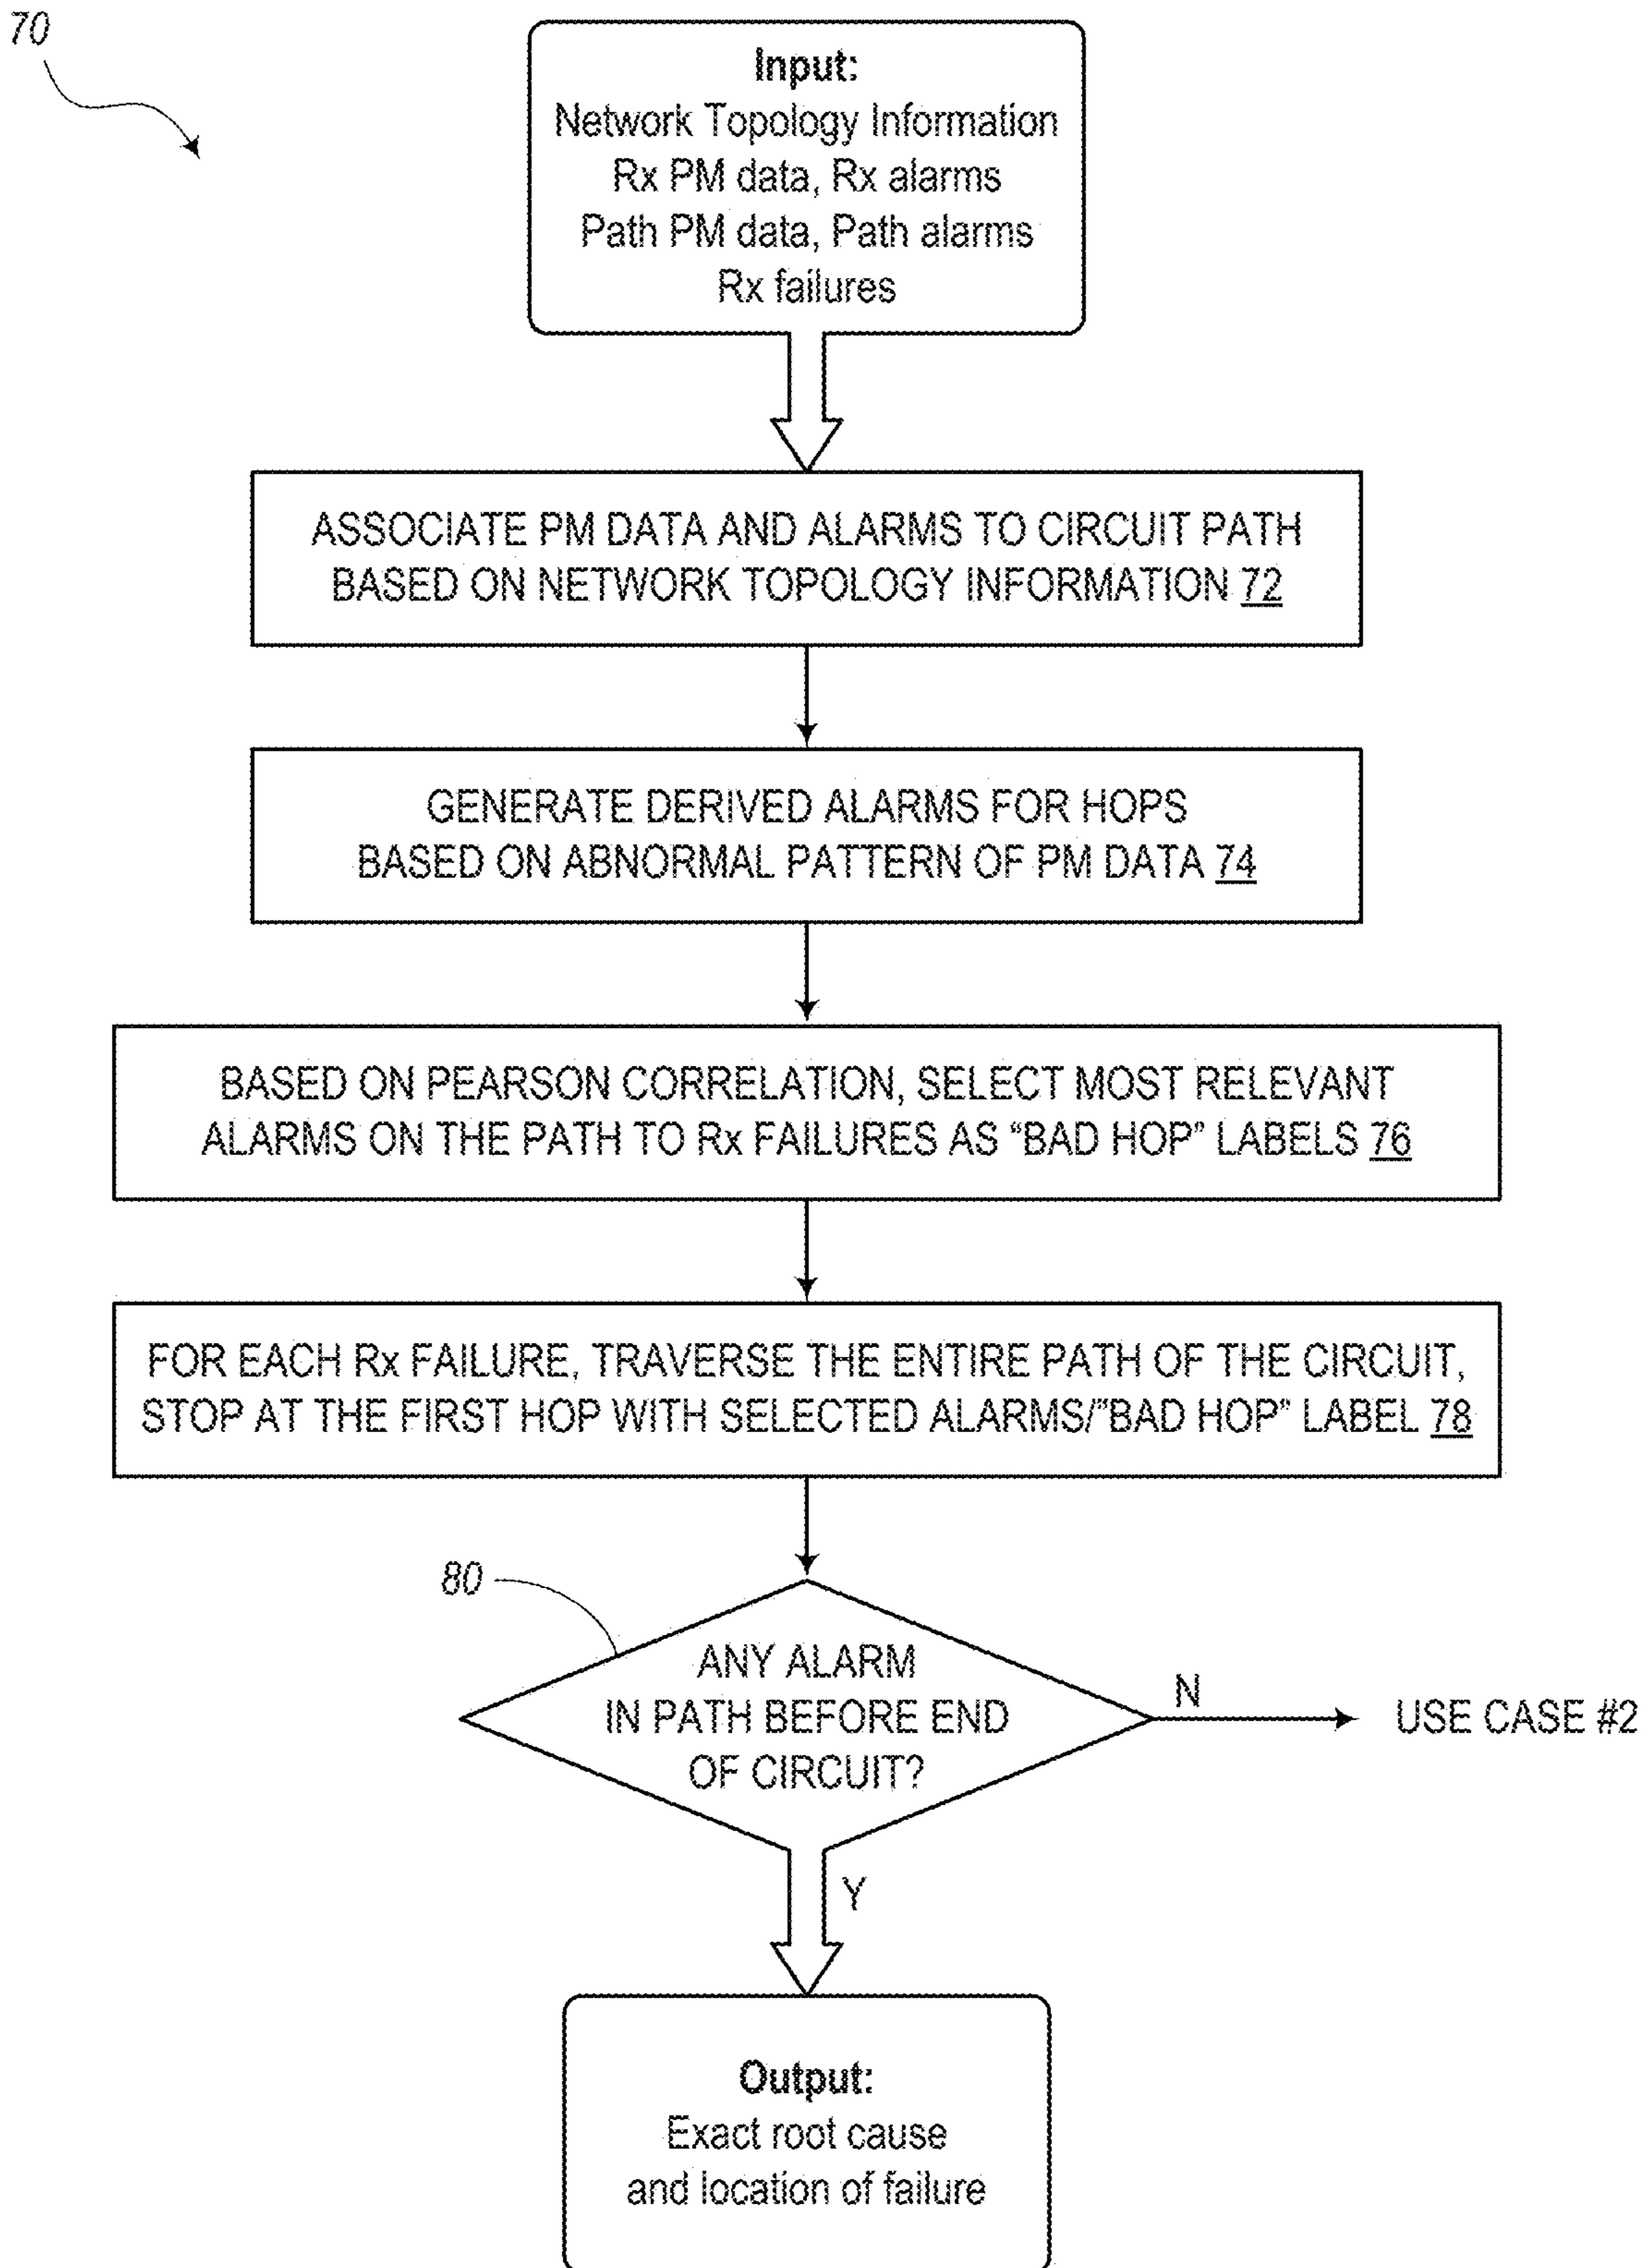 70
Input:
Network Topology Information
Rx PM data, Rx alarms
Path PM data, Path alarms
Rx failures
ASSOCIATE PM DATA AND ALARMS TO CIRCUIT PATH
BASED ON NETWORK TOPOLOGY INFORMATION 72
GENERATE DERIVED ALARMS FOR HOPS
BASED ON ABNORMAL PATTERN OF PM DATA 74
BASED ON PEARSON CORRELATION, SELECT MOST RELEVANT
ALARMS ON THE PATH TO Rx FAILURES AS “BAD HOP” LABELS 76
FOR EACH Rx FAILURE, TRAVERSE THE ENTIRE PATH OF THE CIRCUIT,
STOP AT THE FIRST HOP WITH SELECTED ALARMS/”BAD HOP” LABEL 78
80
ANY ALARM
IN PATH BEFORE END
OF CIRCUIT?
N
USE CASE #2
Y
Output:
Exact root cause
and location of failure